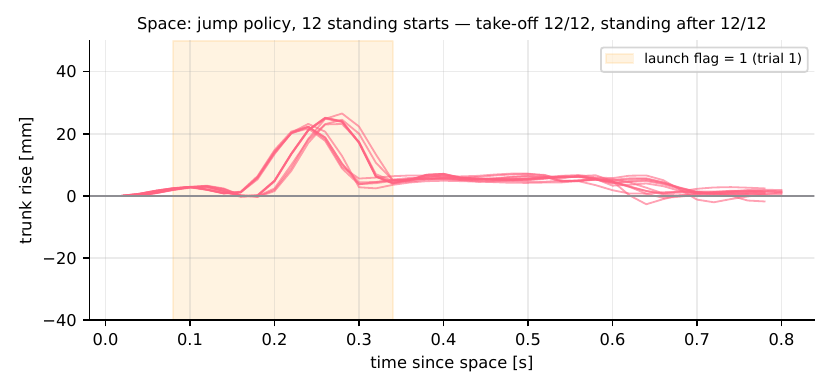 Space: jump policy, 12 standing starts — take-off 12/12, standing after 12/12
launch flag = 1 (trial 1)
trunk rise [mm]
40
20
0
−20
−40
0.0 0.1 0.2 0.3 0.4 0.5 0.6 0.7 0.8
time since space [s]